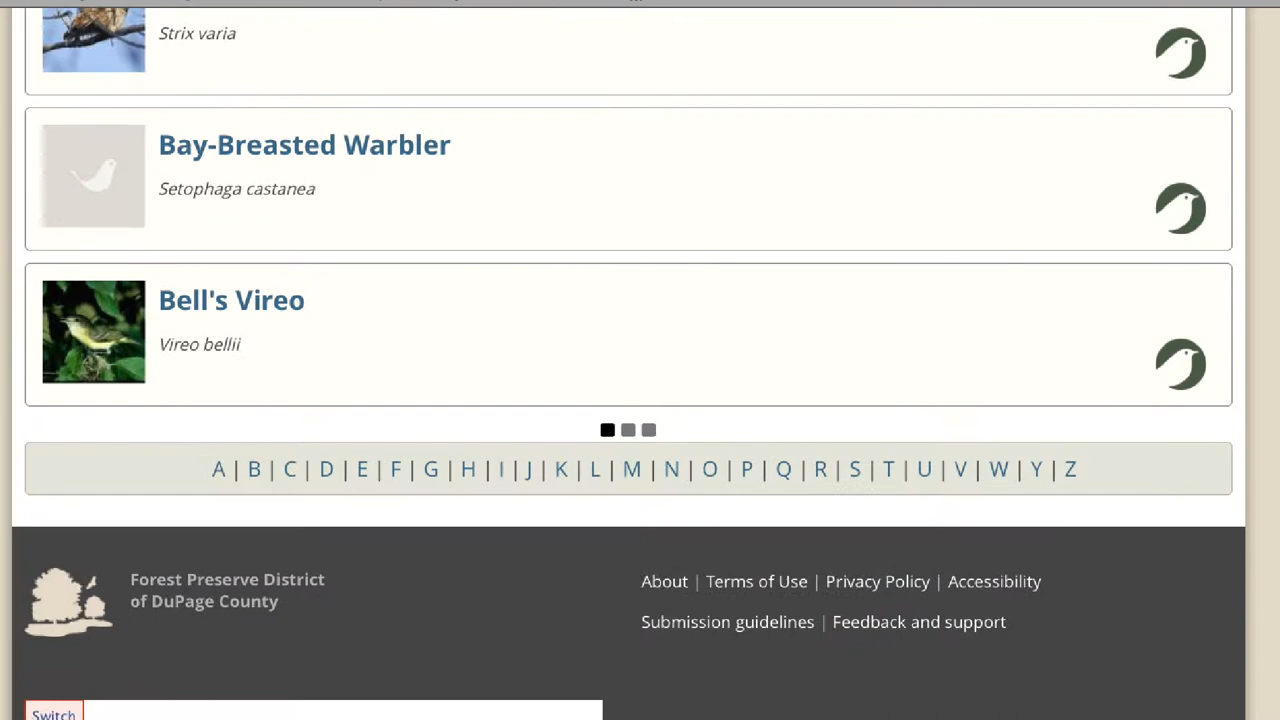 Strix varia
Bay-Breasted Warbler
Setophaga castanea
Bell's Vireo
Vireo bellii
A | B | C | D | E | F | G | H | I | J | K | L | M | N | O | P | Q | R | S | T | U | V | W | Y | Z
Forest Preserve District
of DuPage County
About | Terms of Use | Privacy Policy | Accessibility
Submission guidelines | Feedback and support
Switch